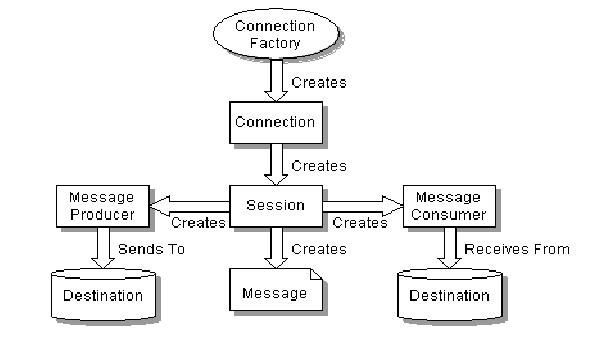 Connection
Factory
Creates
Connection
Creates
Message
Producer
Session
Message
Consumer
Creates
Creates
Sends To
Creates
Receives From
Destination
Message
Destination